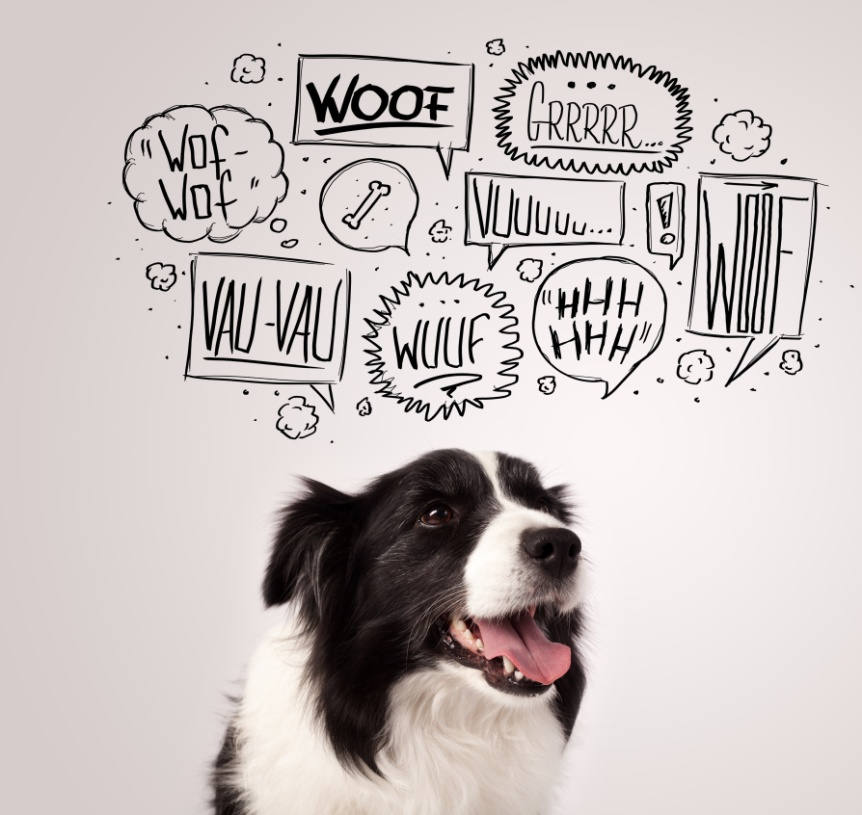 WOOF
GRRRRR...
"WOF-
WOF"
VUUUUU...
!
WOOF
VAU-VAU
WUUF
"HHH
HHH"